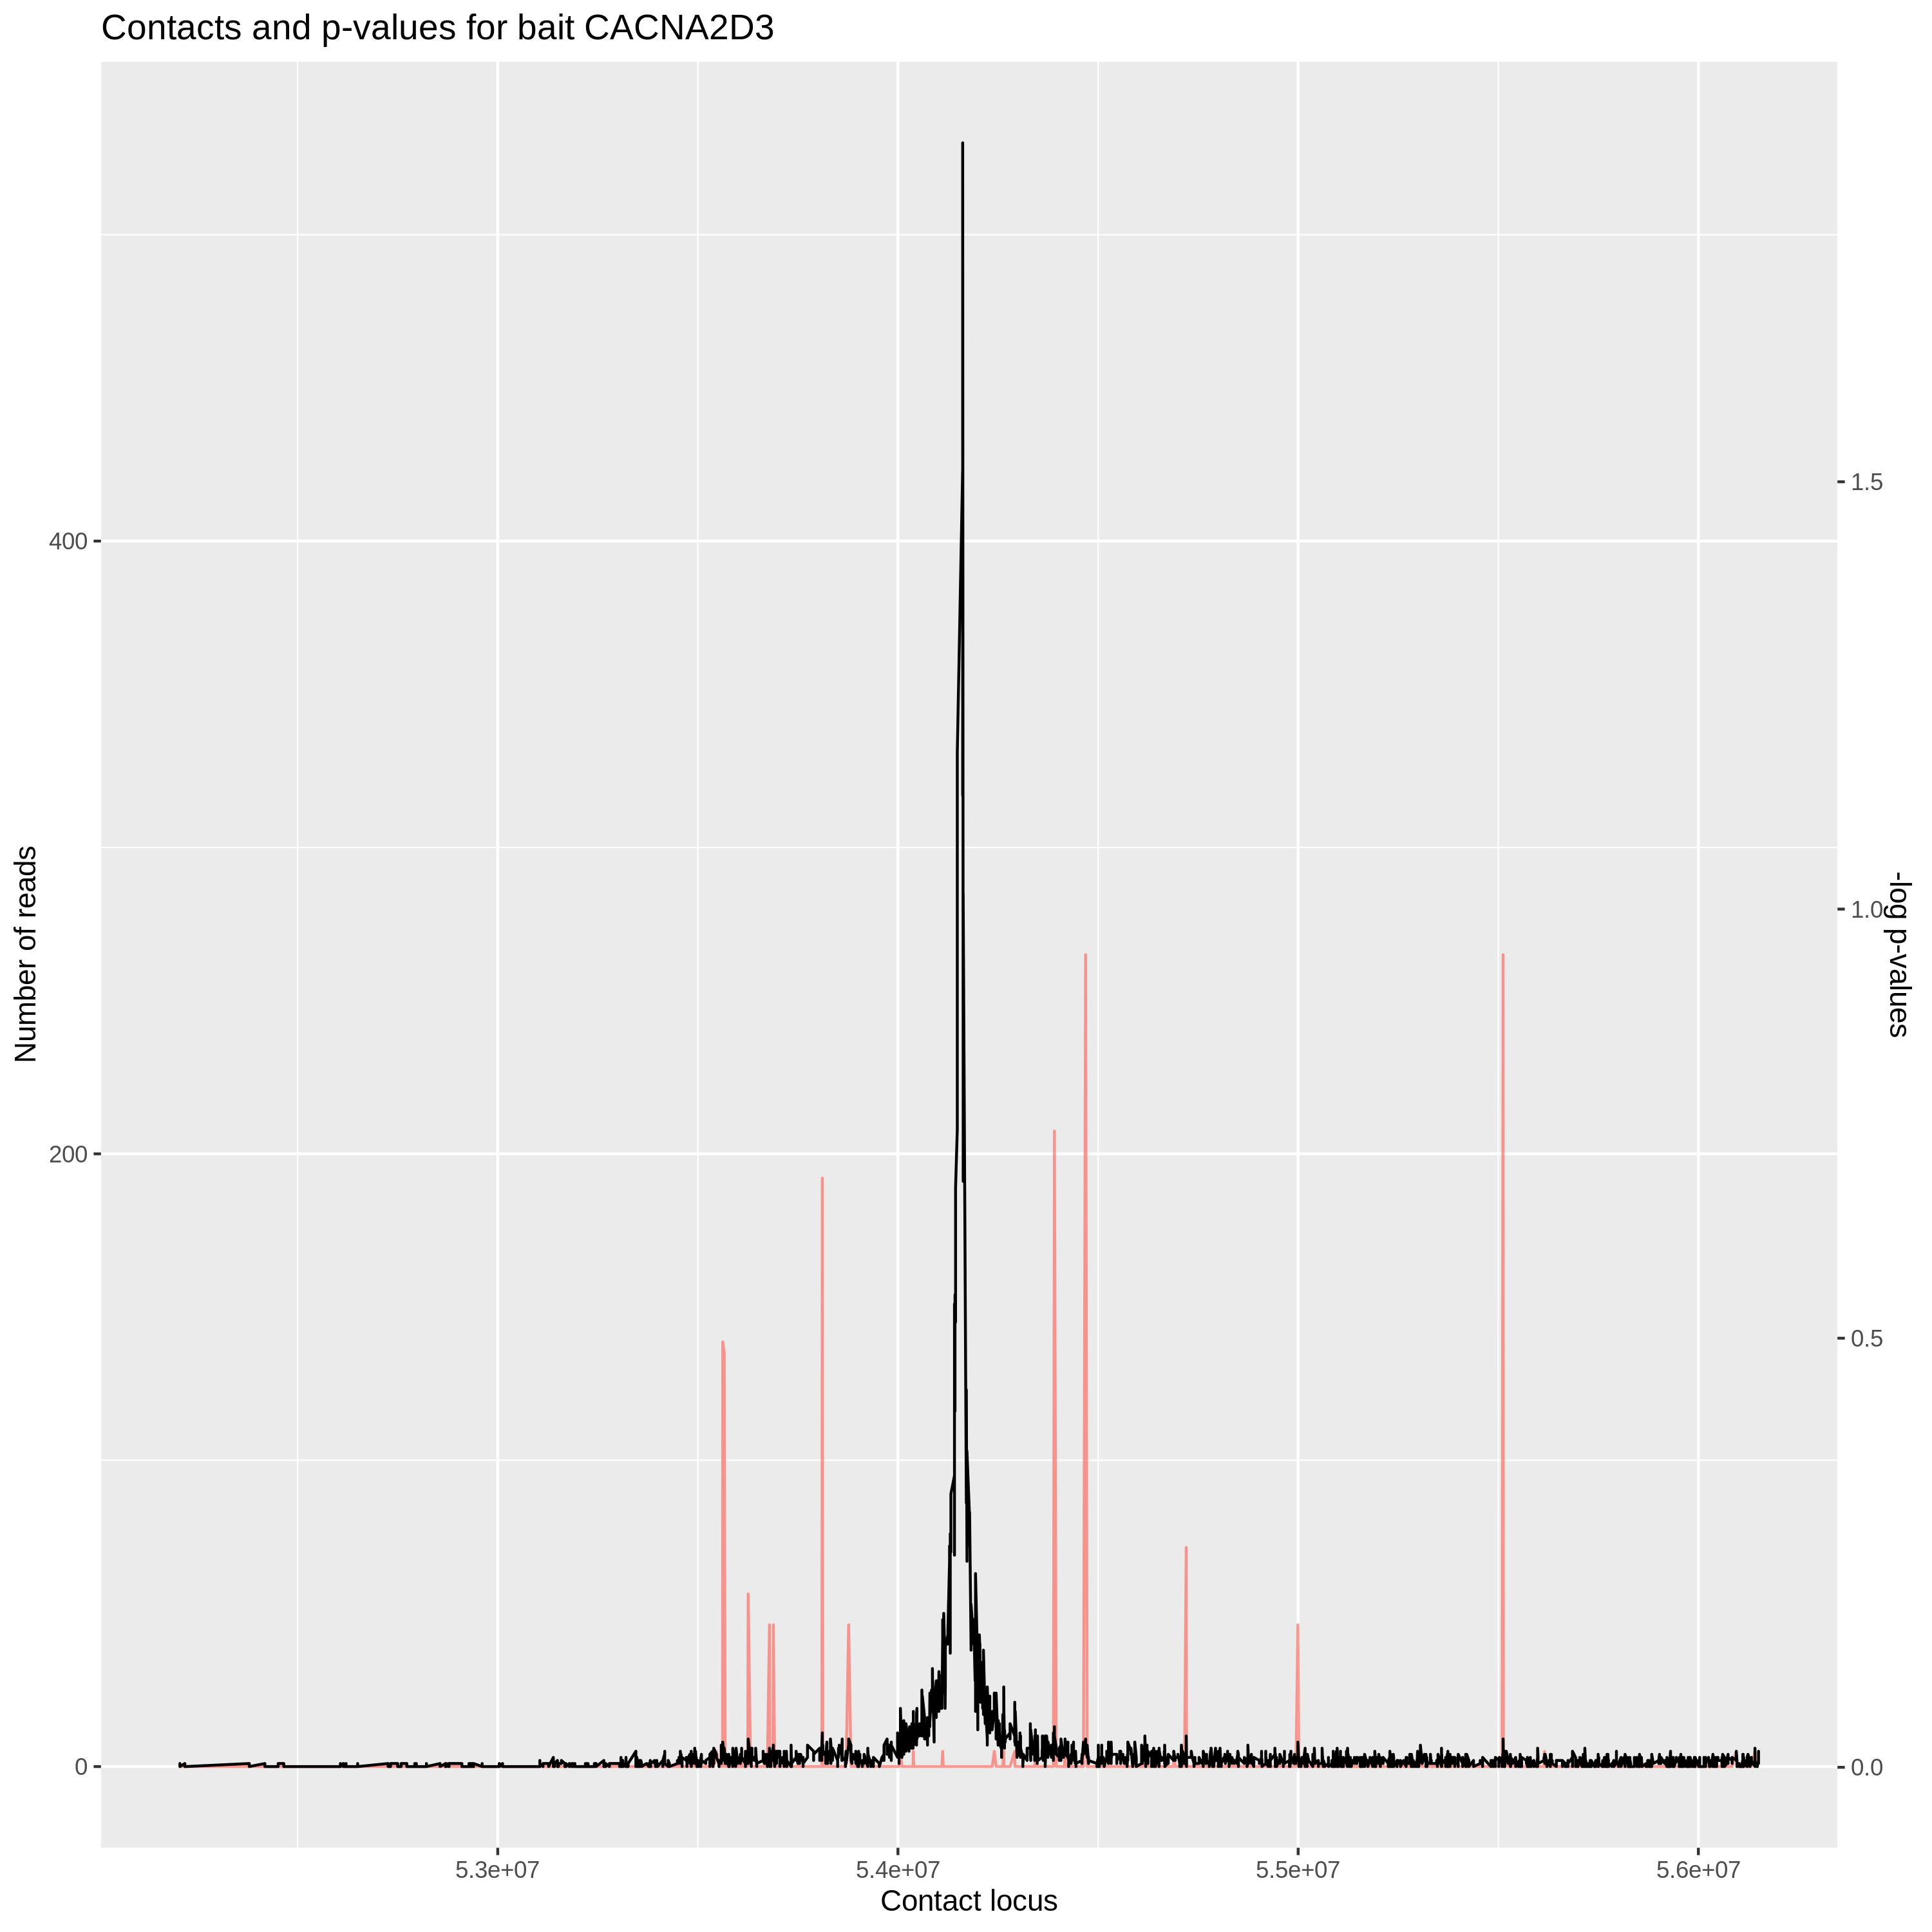 Contacts and p-values for bait CACNA2D3
Number of reads
400
200
0
1.5
1.0
0.5
0.0
-log p-values
5.3e+07
5.4e+07
5.5e+07
5.6e+07
Contact locus